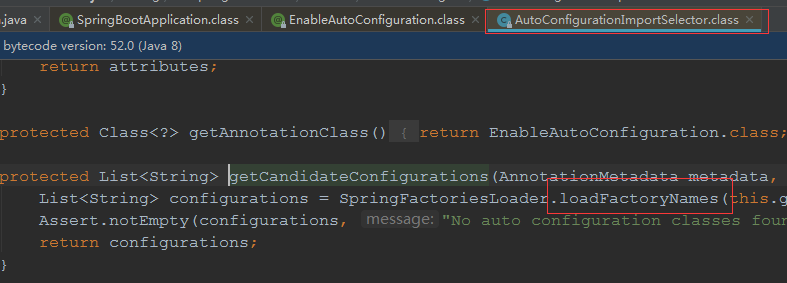 .java × SpringBootApplication.class × EnableAutoConfiguration.class × AutoConfigurationImportSelector.class ×
bytecode version: 52.0 (Java 8)
return attributes;
}
protected Class<?> getAnnotationClass() { return EnableAutoConfiguration.class;
protected List<String> getCandidateConfigurations(AnnotationMetadata metadata,
List<String> configurations = SpringFactoriesLoader.loadFactoryNames(this.g
Assert.notEmpty(configurations, message: "No auto configuration classes foun
return configurations;
}